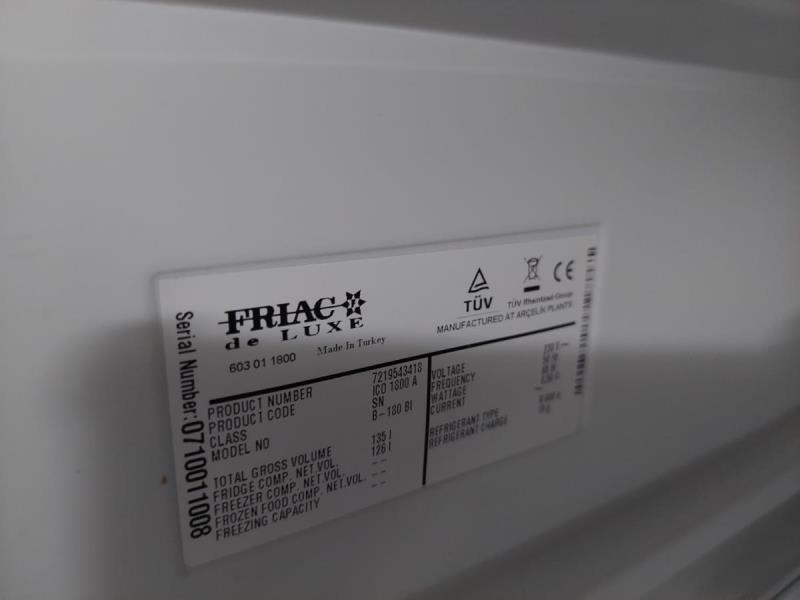 FRIAC
de LUXE
603 01 1800
Made In Turkey
TÜV
CE
TÜV Rheinland Group
MANUFACTURED AT ARÇELİK PLANTS
Serial Number:07100111008
PRODUCT NUMBER 7219543418
PRODUCT CODE ICO 1800 A
CLASS SN
MODEL NO B-180 BI
TOTAL GROSS VOLUME 135 l
FRIDGE COMP. NET.VOL. 126 l
FREEZER COMP. NET.VOL. --
FROZEN FOOD COMP. NET.VOL. --
FREEZING CAPACITY --
VOLTAGE
FREQUENCY
WATTAGE
CURRENT
REFRIGERANT TYPE
REFRIGERANT CHARGE